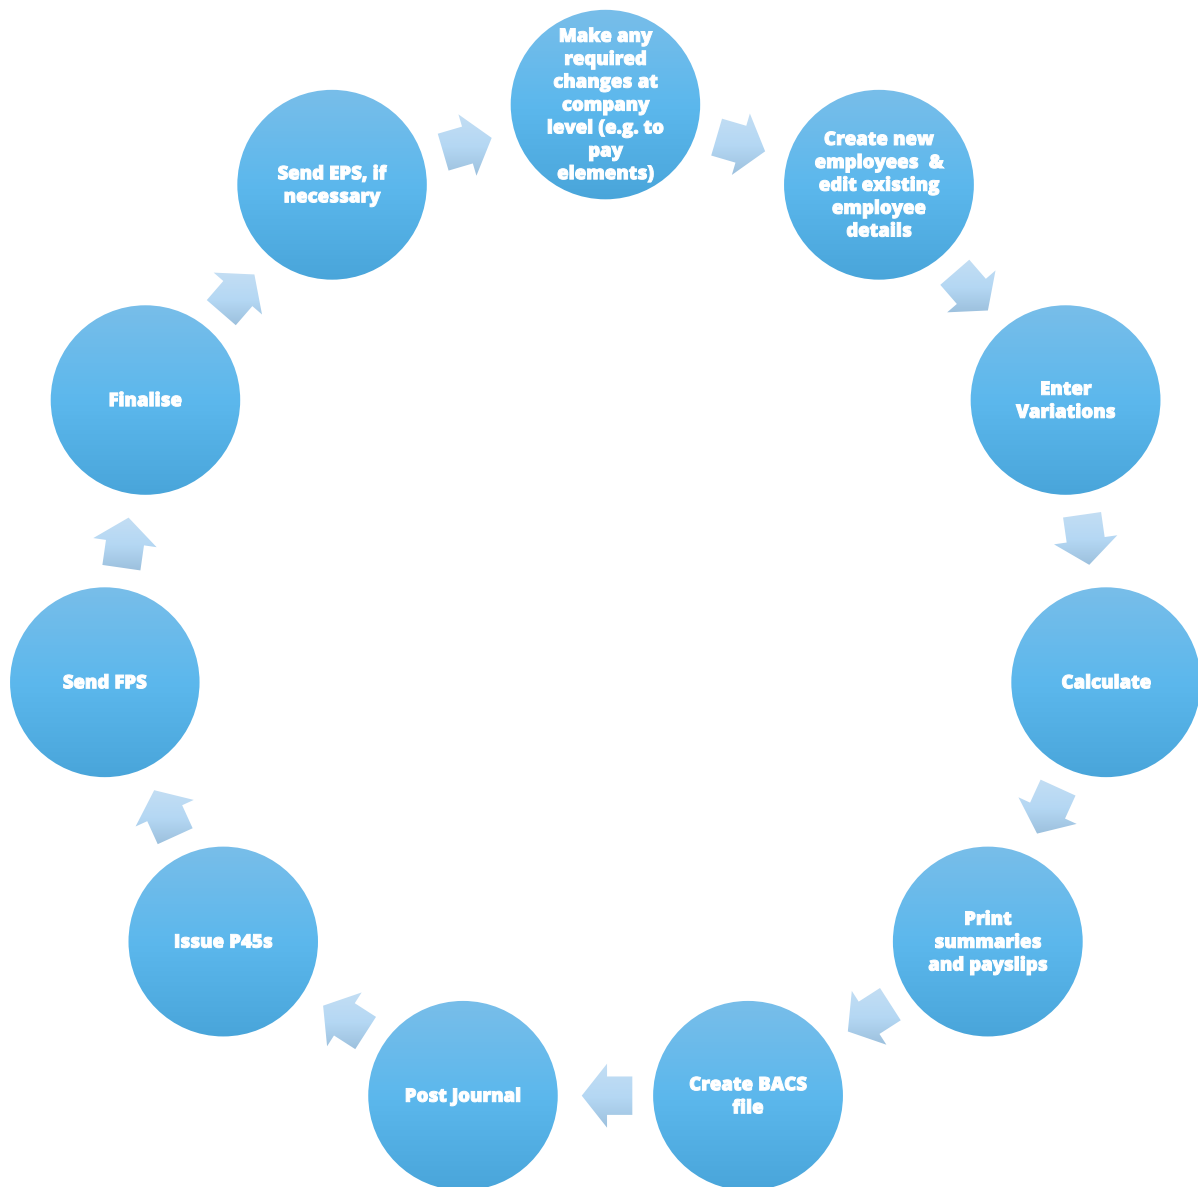 Make any
required
changes at
company
level (e.g. to
pay
elements)
Create new
employees  &
edit existing
employee
details
Enter
Variations
Calculate
Print
summaries
and payslips
Create BACS
file
Post Journal
Issue P45s
Send FPS
Finalise
Send EPS, if
necessary